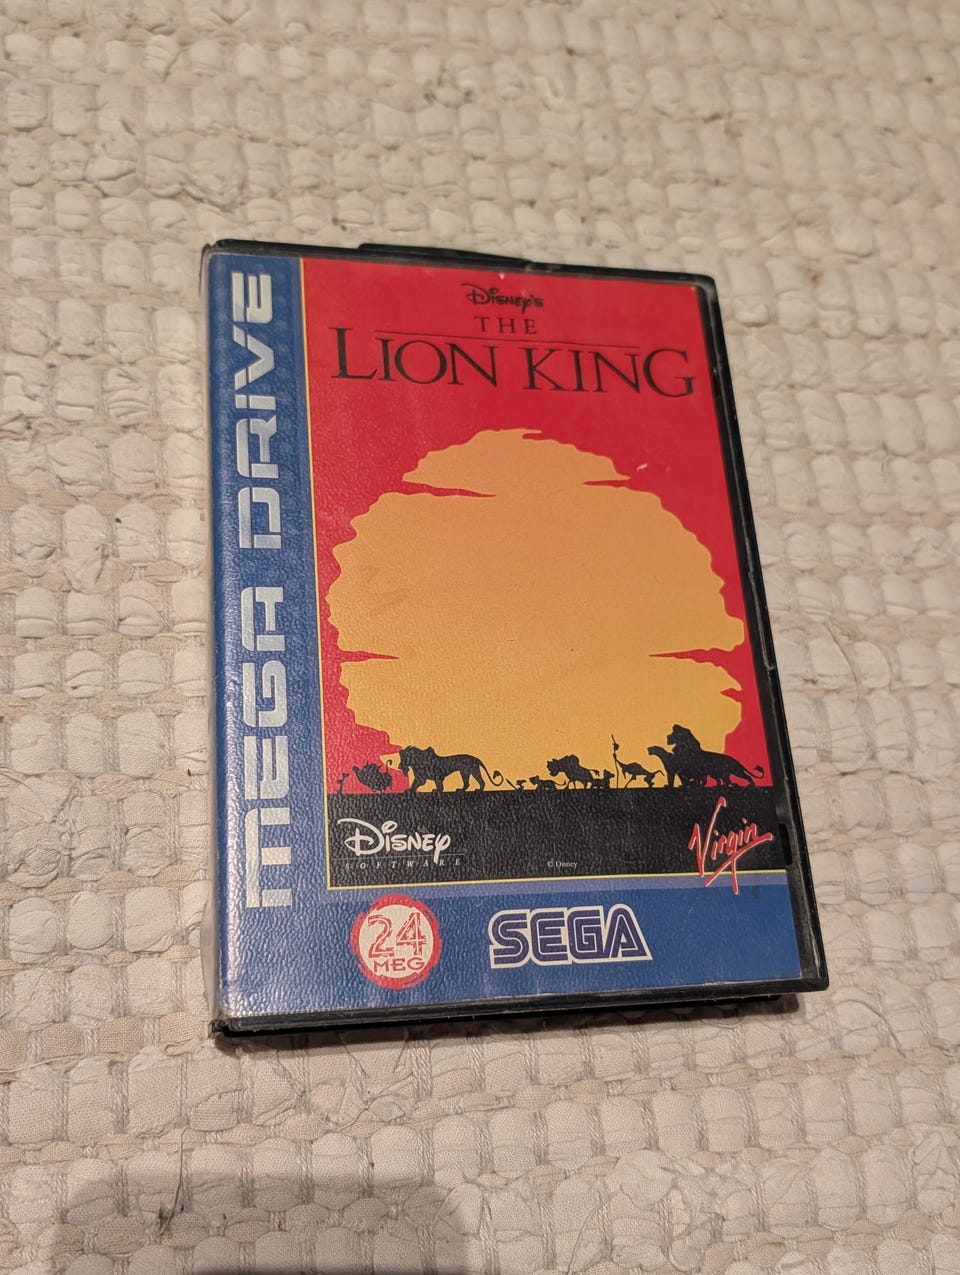 Disney's
THE
LION KING
MEGA DRIVE
Disney
SOFTWARE
© Disney
Virgin
24
MEG
SEGA